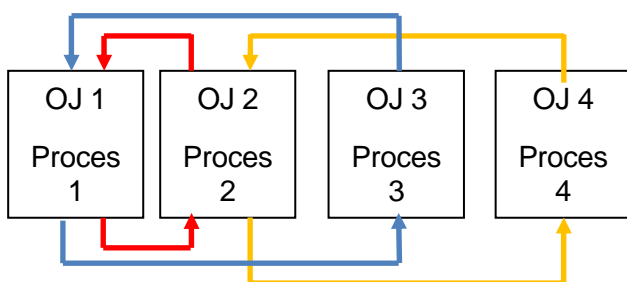 OJ 1
Proces
1
OJ 2
Proces
2
OJ 3
Proces
3
OJ 4
Proces
4